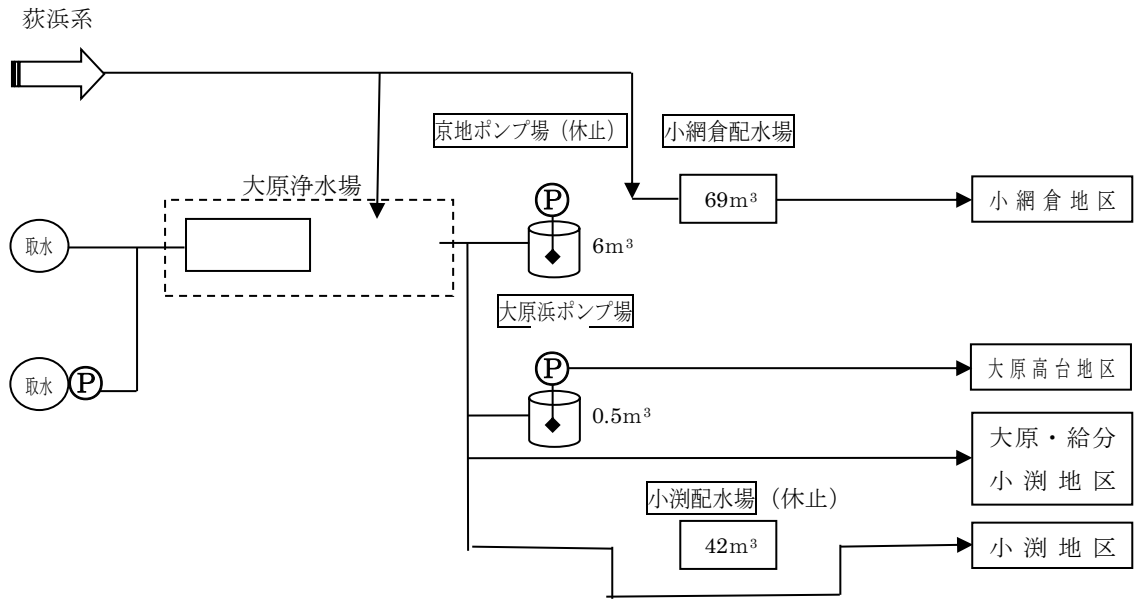 荻浜系
京地ポンプ場（休止）
小網倉配水場
大原浄水場
P
69m³
小網倉地区
取水
6m³
大原浜ポンプ場
P
大原高台地区
取水
P
0.5m³
大原・給分
小渕地区
小渕配水場（休止）
42m³
小渕地区